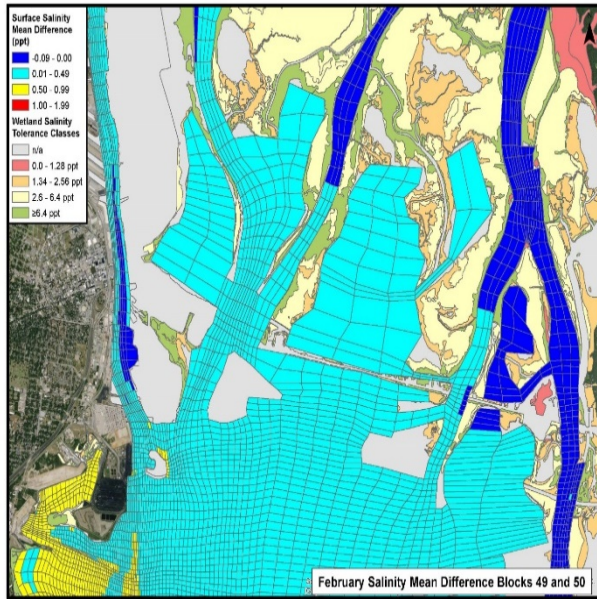 Surface Salinity
Mean Difference
(ppt)
-0.09 - 0.00
0.01 - 0.49
0.50 - 0.99
1.00 - 1.99
Wetland Salinity
Tolerance Classes
n/a
0.0 - 1.28 ppt
1.34 - 2.56 ppt
2.6 - 6.4 ppt
≥6.4 ppt
February Salinity Mean Difference Blocks 49 and 50